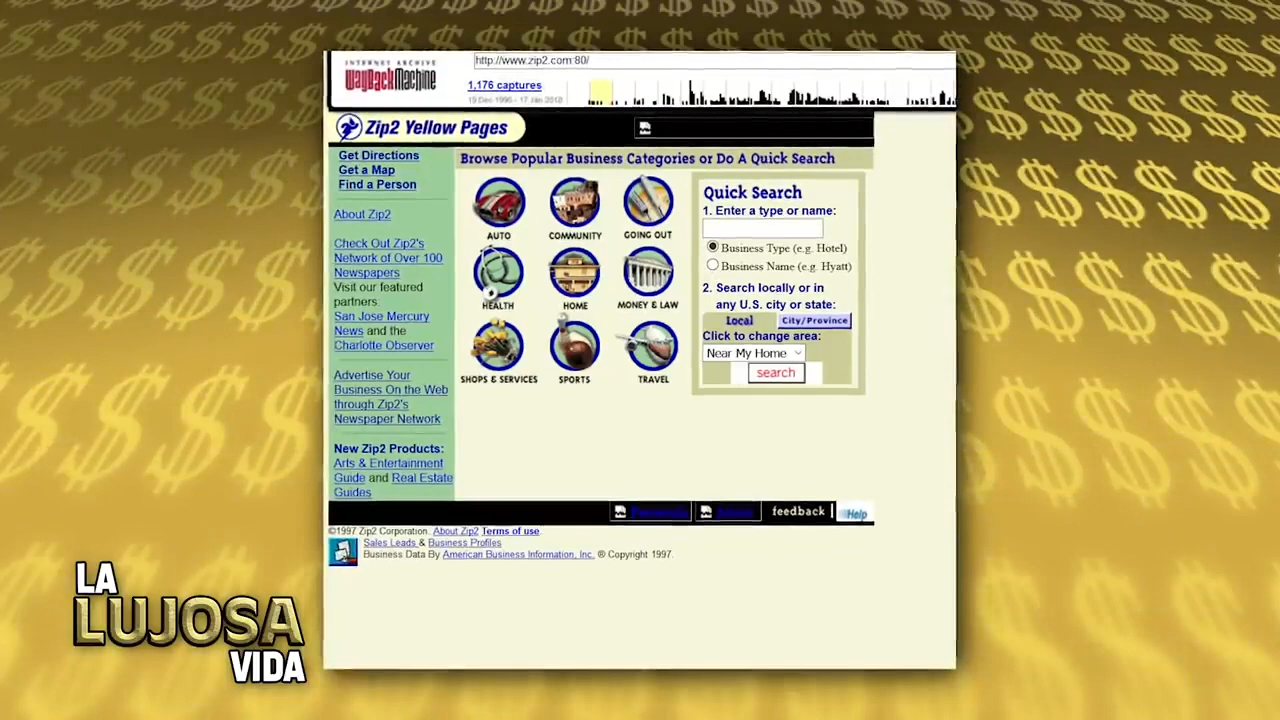 INTERNET ARCHIVE
WayBackMachine
http://www.zip2.com:80/
1,176 captures
19 Dec 1996 - 17 Jan 2018
Zip2 Yellow Pages
Get Directions
Get a Map
Find a Person
About Zip2
Check Out Zip2's
Network of Over 100
Newspapers
Visit our featured
partners:
San Jose Mercury
News and the
Charlotte Observer
Advertise Your
Business On the Web
through Zip2's
Newspaper Network
New Zip2 Products:
Arts & Entertainment
Guide and Real Estate
Guides
Browse Popular Business Categories or Do A Quick Search
AUTO
COMMUNITY
GOING OUT
HEALTH
HOME
MONEY & LAW
SHOPS & SERVICES
SPORTS
TRAVEL
Quick Search
1. Enter a type or name:
Business Type (e.g. Hotel)
Business Name (e.g. Hyatt)
2. Search locally or in
any U.S. city or state:
Local City/Province
Click to change area:
Near My Home
search
feedback Help
©1997 Zip2 Corporation. About Zip2 Terms of use.
Sales Leads & Business Profiles
Business Data By American Business Information, Inc. ® Copyright 1997.
LA
LUJOSA
VIDA